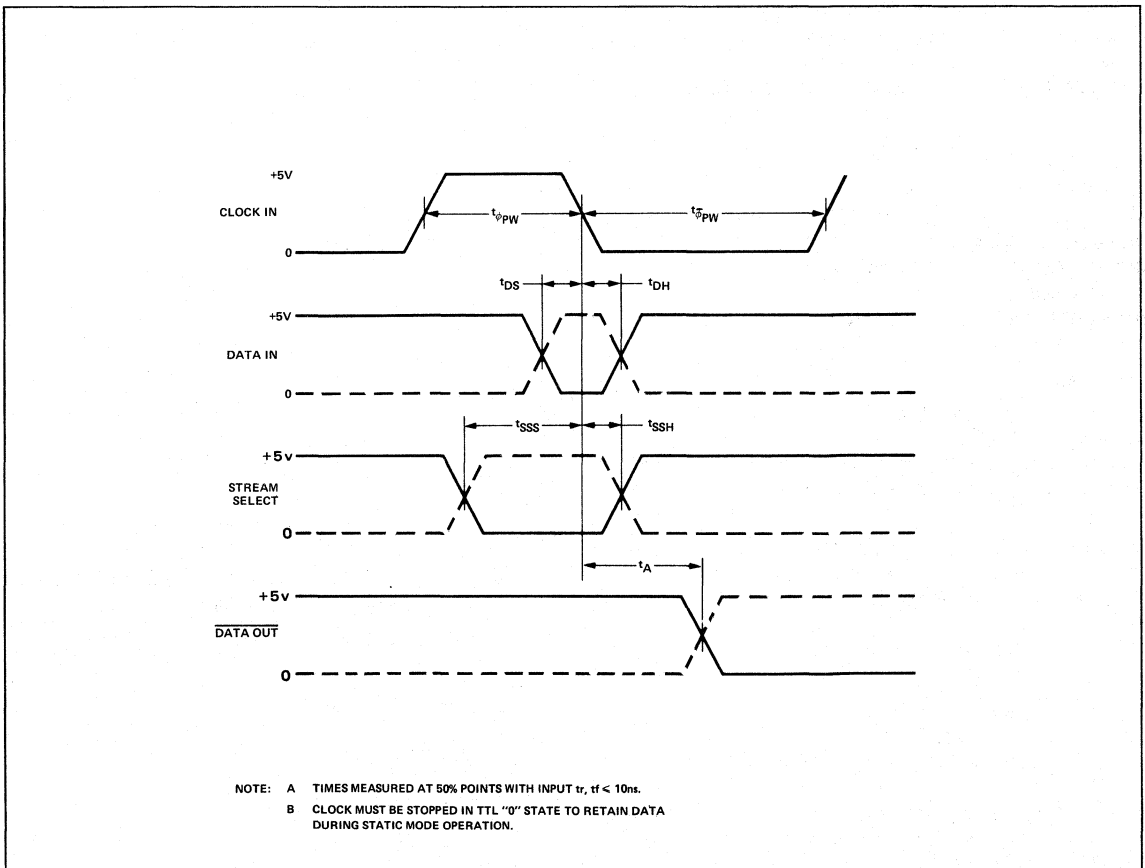 +5V
CLOCK IN
tϕPW
tϕ̅PW
0
tDS
tDH
+5V
DATA IN
0
tSSS
tSSH
+5v
STREAM
SELECT
0
tA
+5v
DATA OUT
0
NOTE: A TIMES MEASURED AT 50% POINTS WITH INPUT tr, tf ≤ 10ns.
B CLOCK MUST BE STOPPED IN TTL "0" STATE TO RETAIN DATA
DURING STATIC MODE OPERATION.